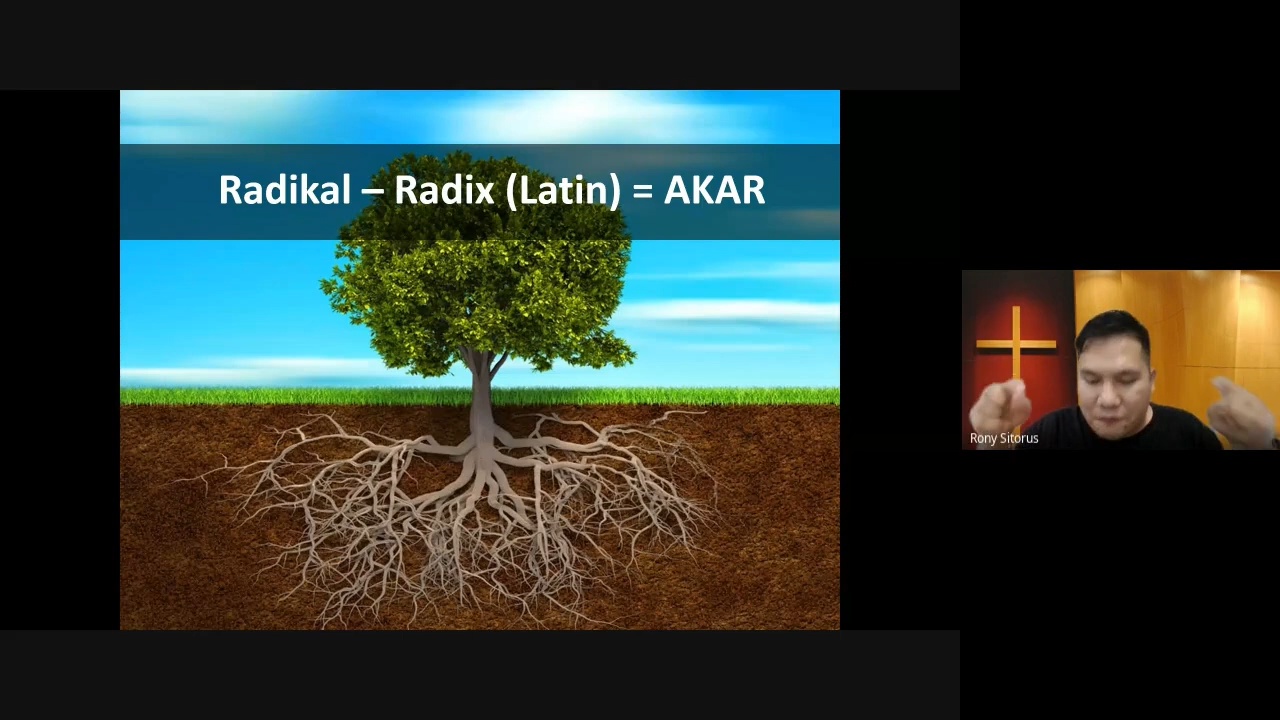 Radikal – Radix (Latin) = AKAR
Rony Sitorus